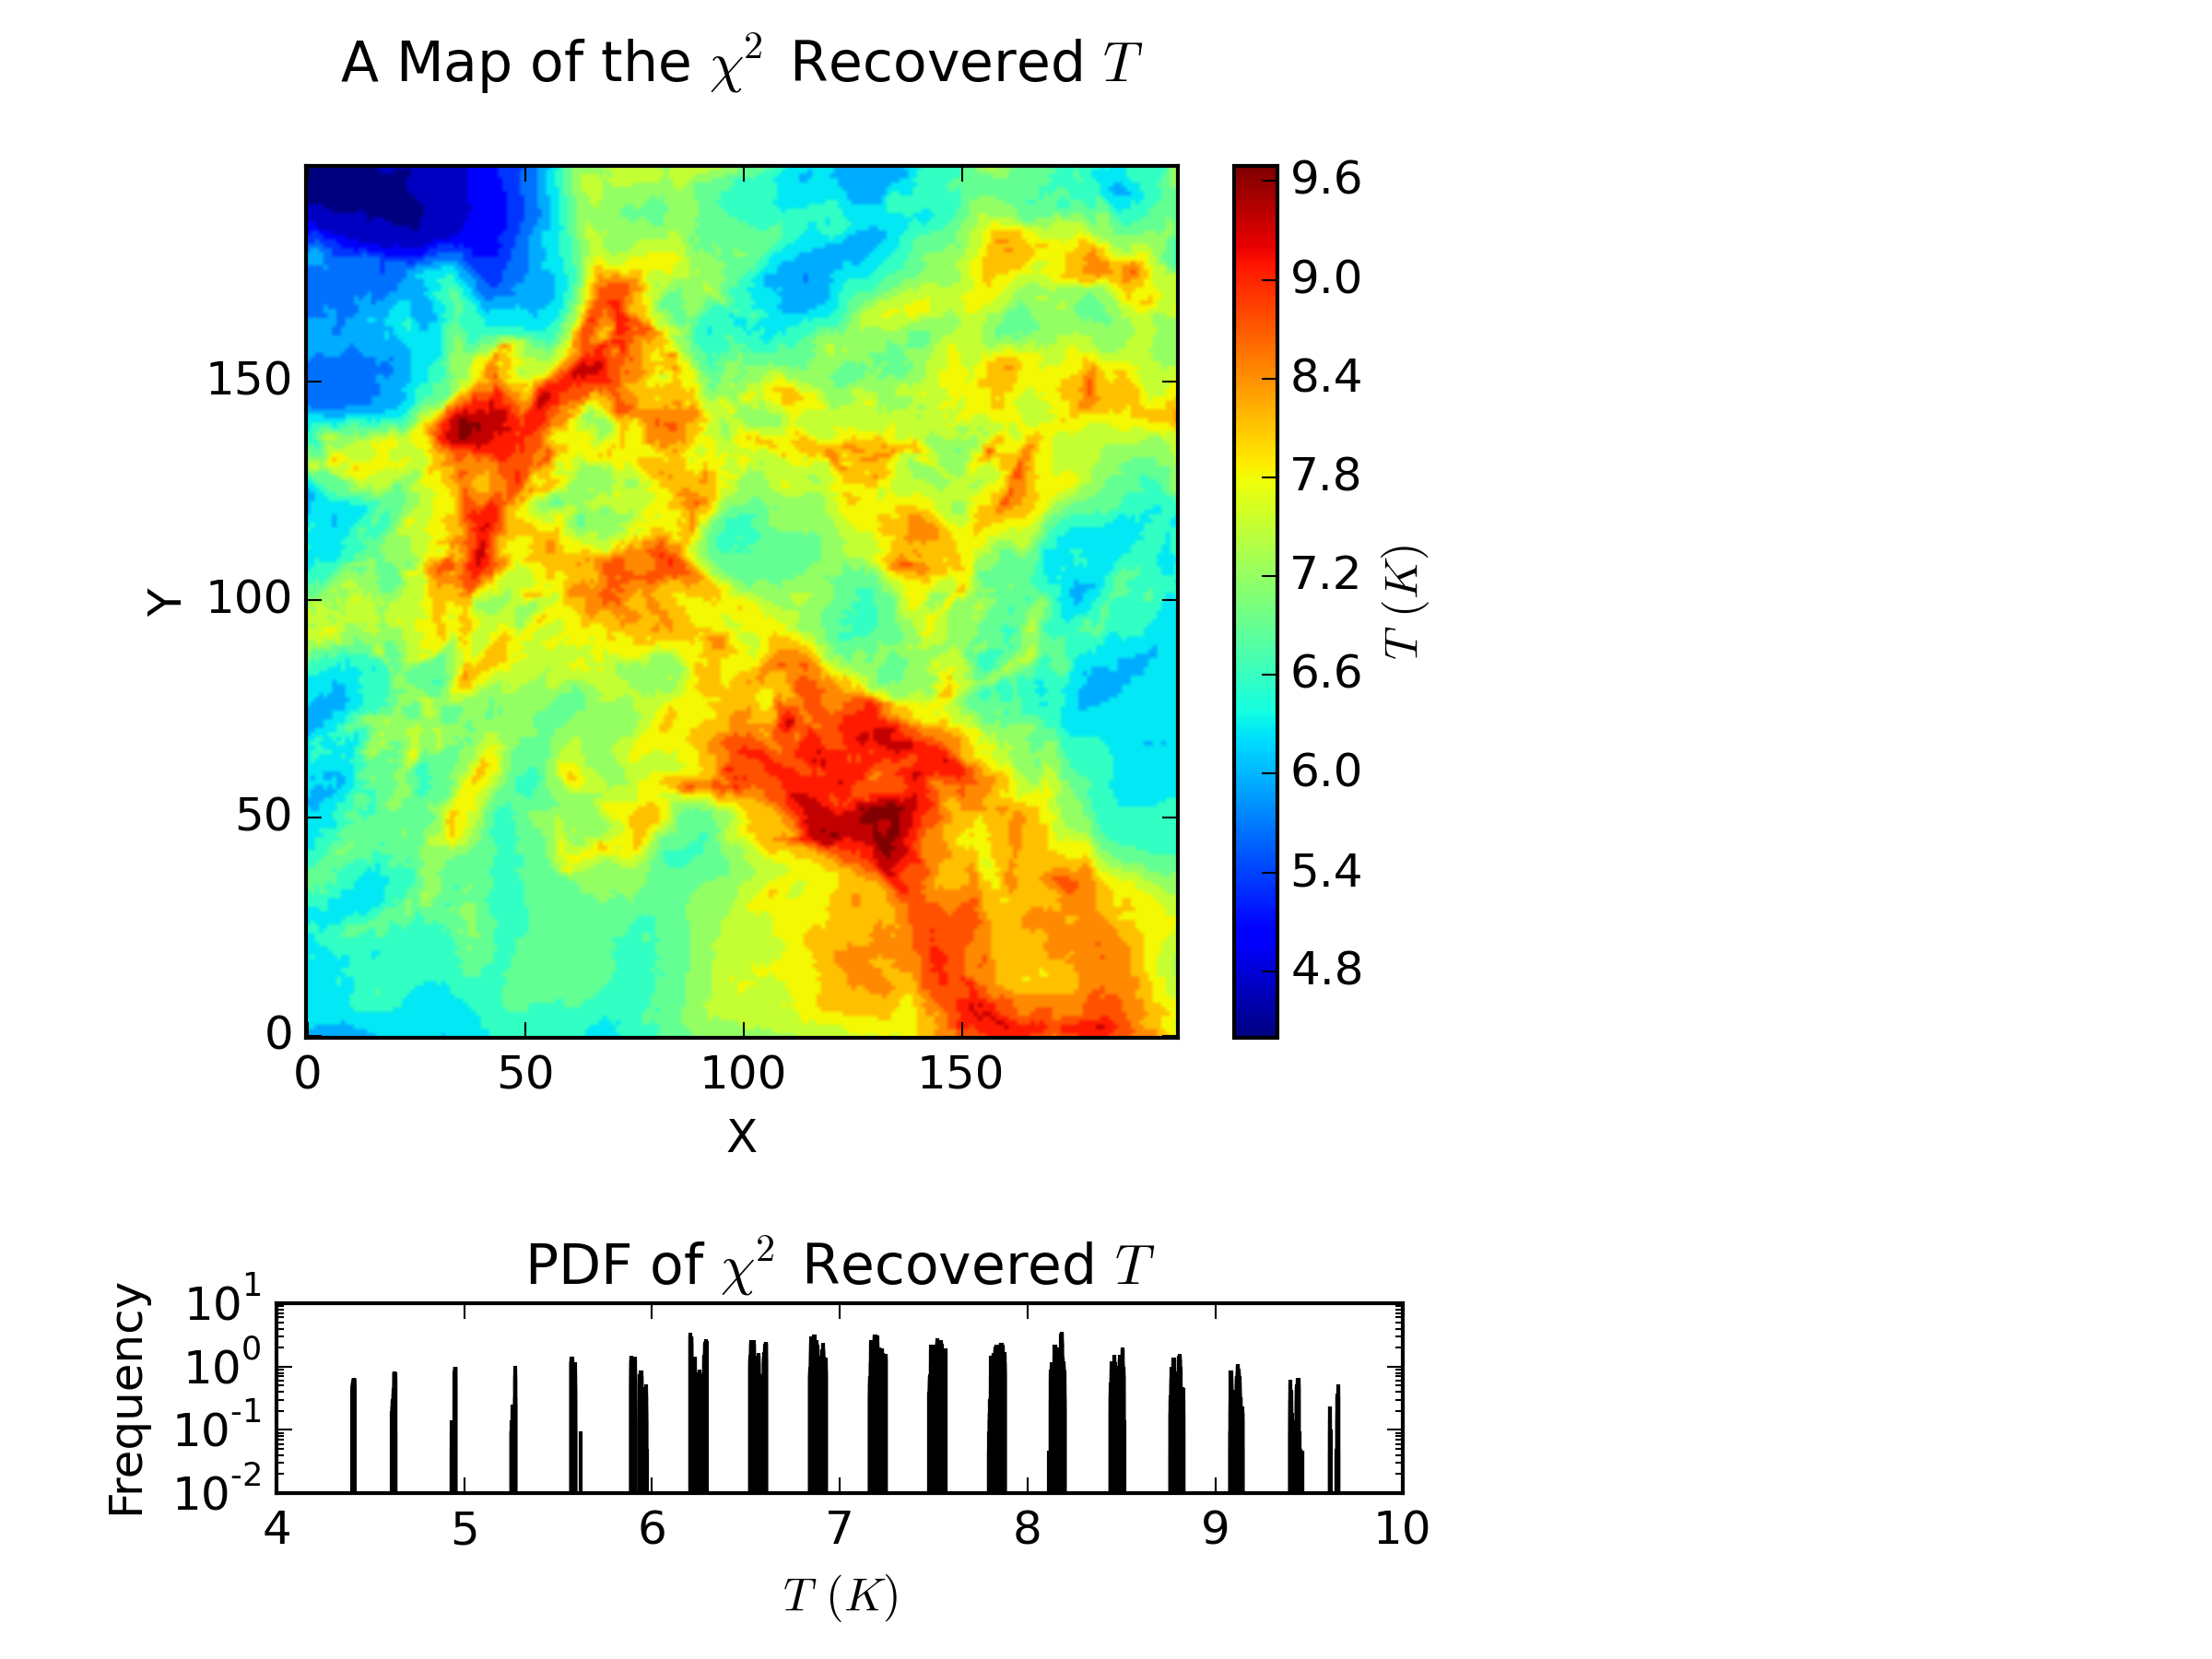 A Map of the χ² Recovered T
150
100
50
0
Y
0 50 100 150
X
9.6
9.0
8.4
7.8
7.2
6.6
6.0
5.4
4.8
T (K)
PDF of χ² Recovered T
10¹
10⁰
10⁻¹
10⁻²
Frequency
4 5 6 7 8 9 10
T (K)